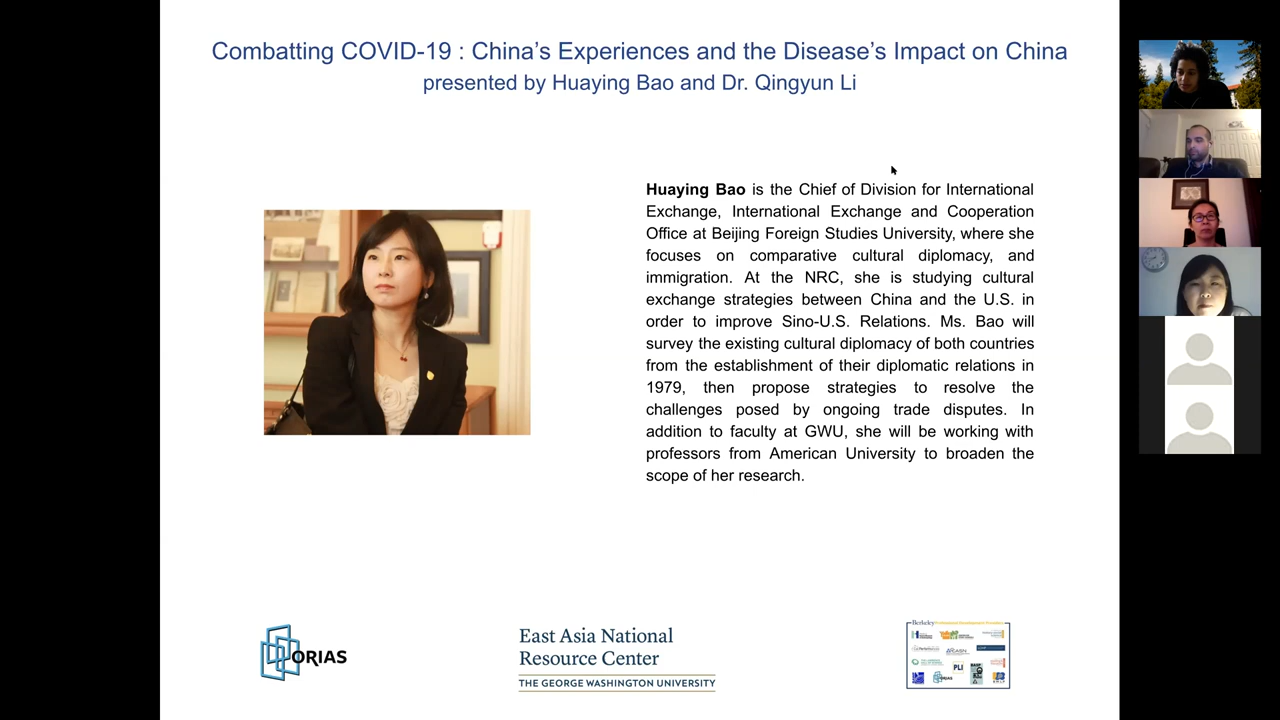 Combatting COVID-19 : China’s Experiences and the Disease’s Impact on China
presented by Huaying Bao and Dr. Qingyun Li
Huaying Bao is the Chief of Division for International
Exchange, International Exchange and Cooperation
Office at Beijing Foreign Studies University, where she
focuses on comparative cultural diplomacy, and
immigration. At the NRC, she is studying cultural
exchange strategies between China and the U.S. in
order to improve Sino-U.S. Relations. Ms. Bao will
survey the existing cultural diplomacy of both countries
from the establishment of their diplomatic relations in
1979, then propose strategies to resolve the
challenges posed by ongoing trade disputes. In
addition to faculty at GWU, she will be working with
professors from American University to broaden the
scope of her research.
ORIAS
East Asia National
Resource Center
THE GEORGE WASHINGTON UNIVERSITY
Berkeley
PLI
ORIAS